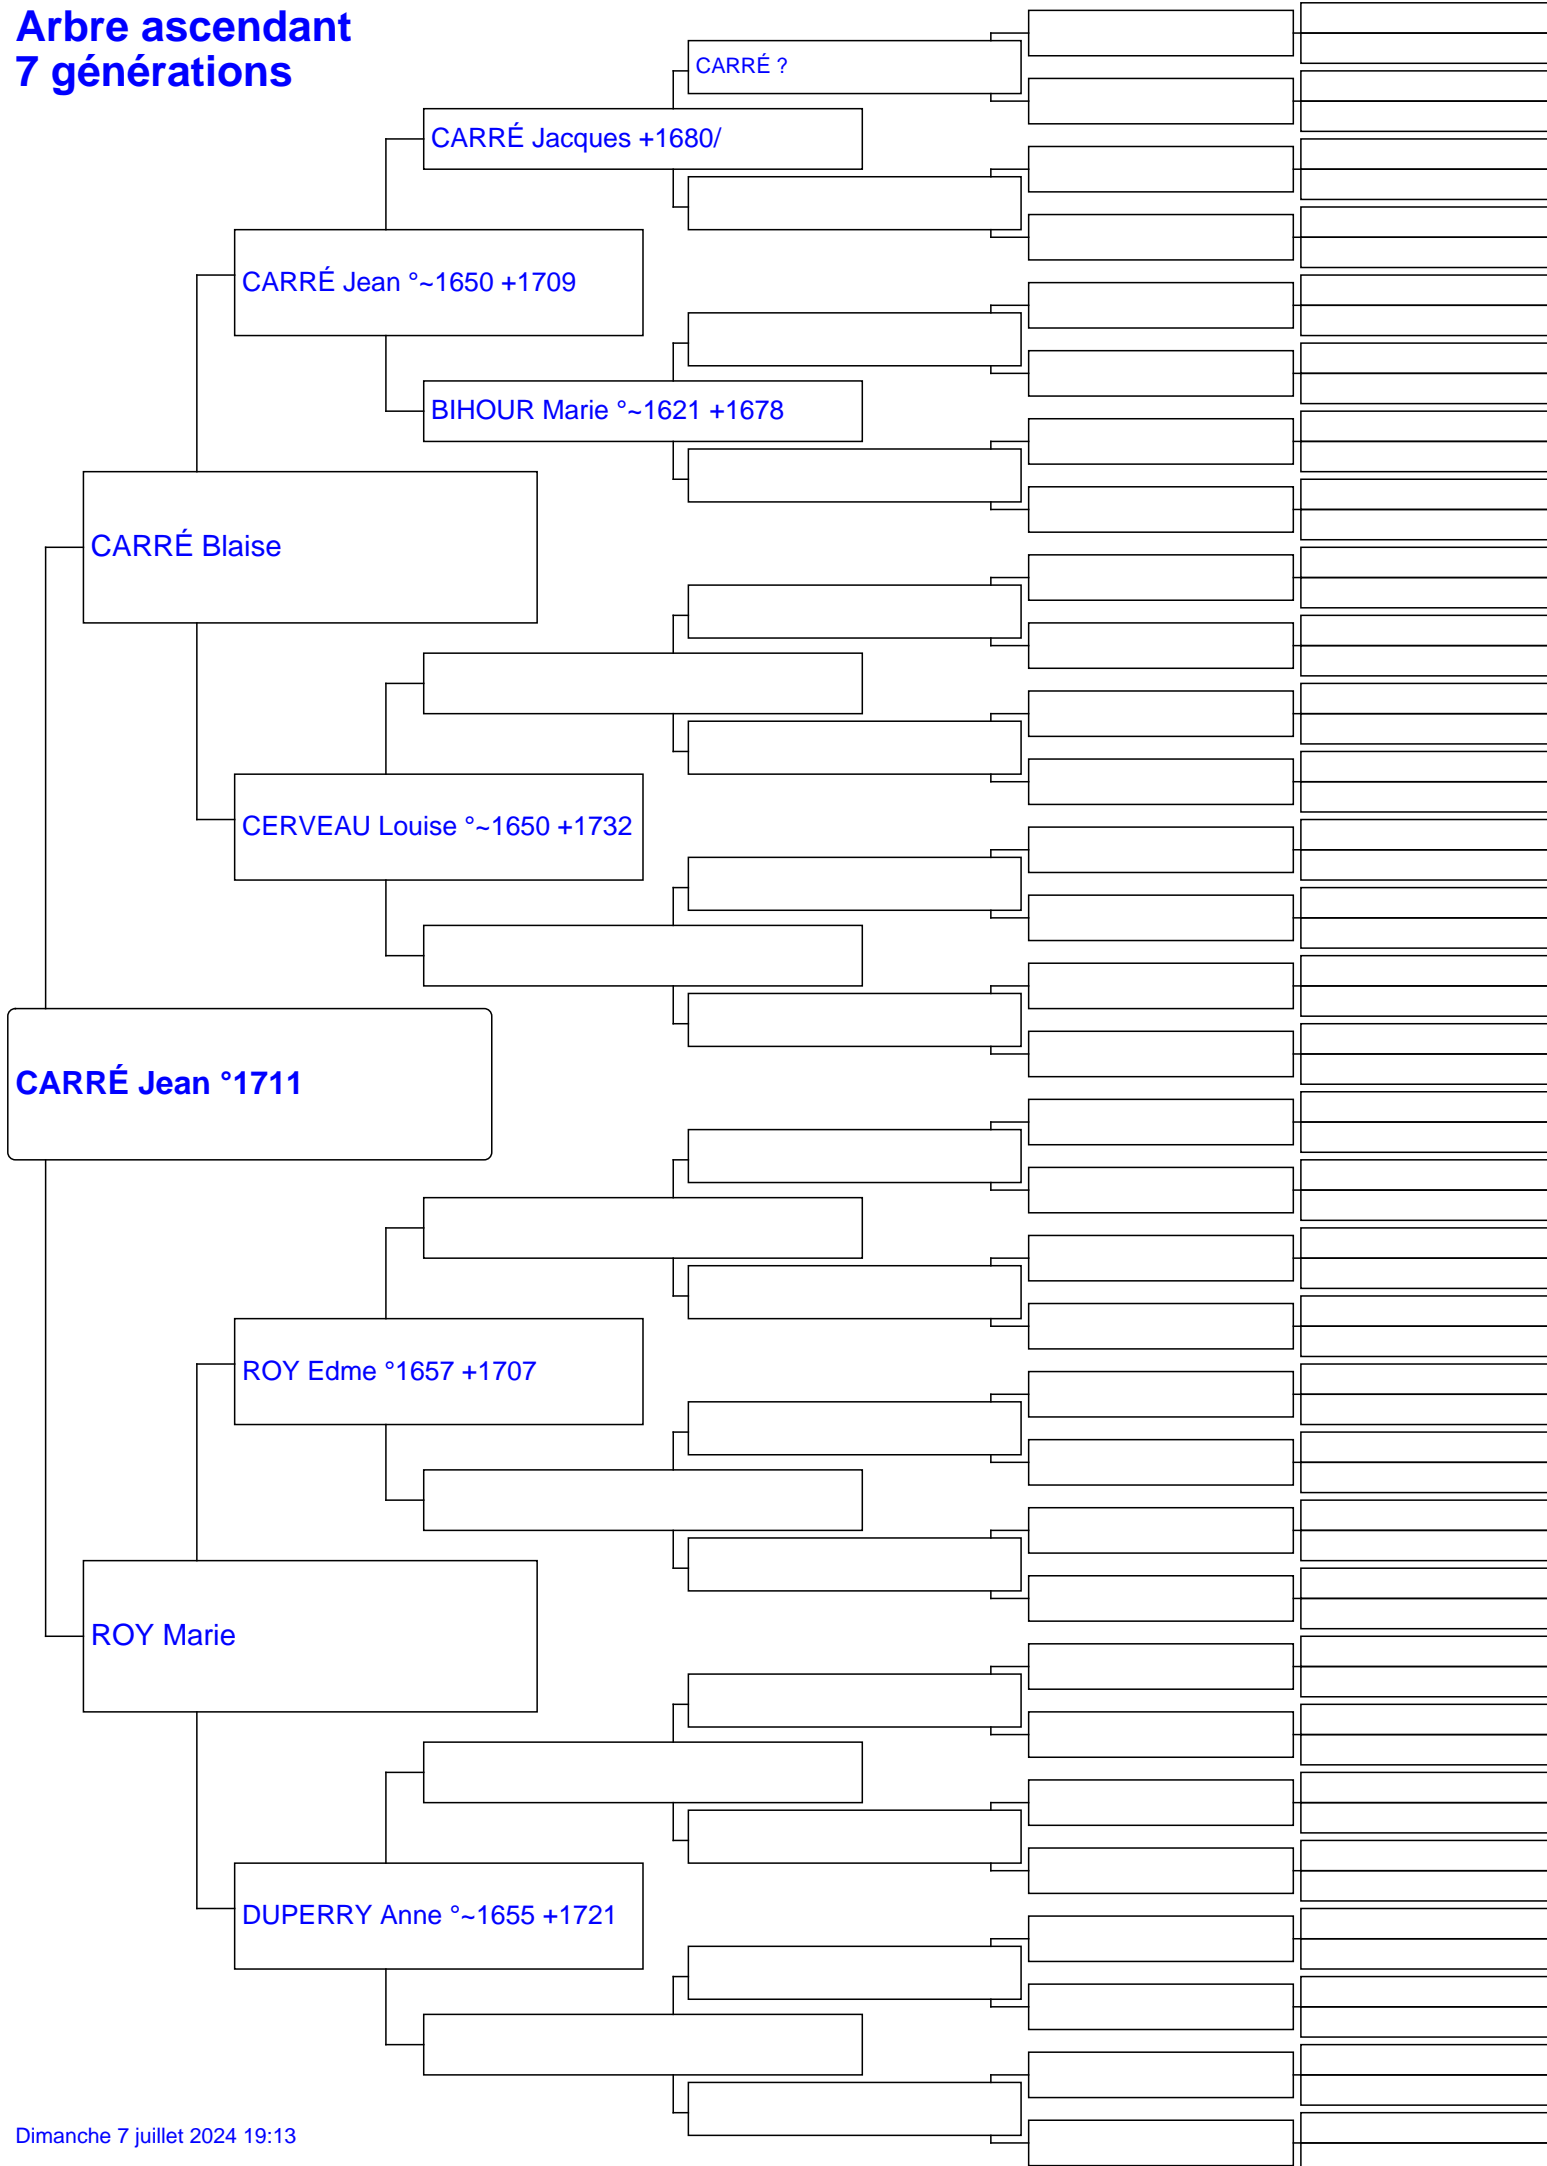 Arbre ascendant
7 générations
CARRÉ ?
CARRÉ Jacques +1680/
CARRÉ Jean °~1650 +1709
BIHOUR Marie °~1621 +1678
CARRÉ Blaise
CERVEAU Louise °~1650 +1732
CARRÉ Jean °1711
ROY Edme °1657 +1707
ROY Marie
DUPERRY Anne °~1655 +1721
Dimanche 7 juillet 2024 19:13